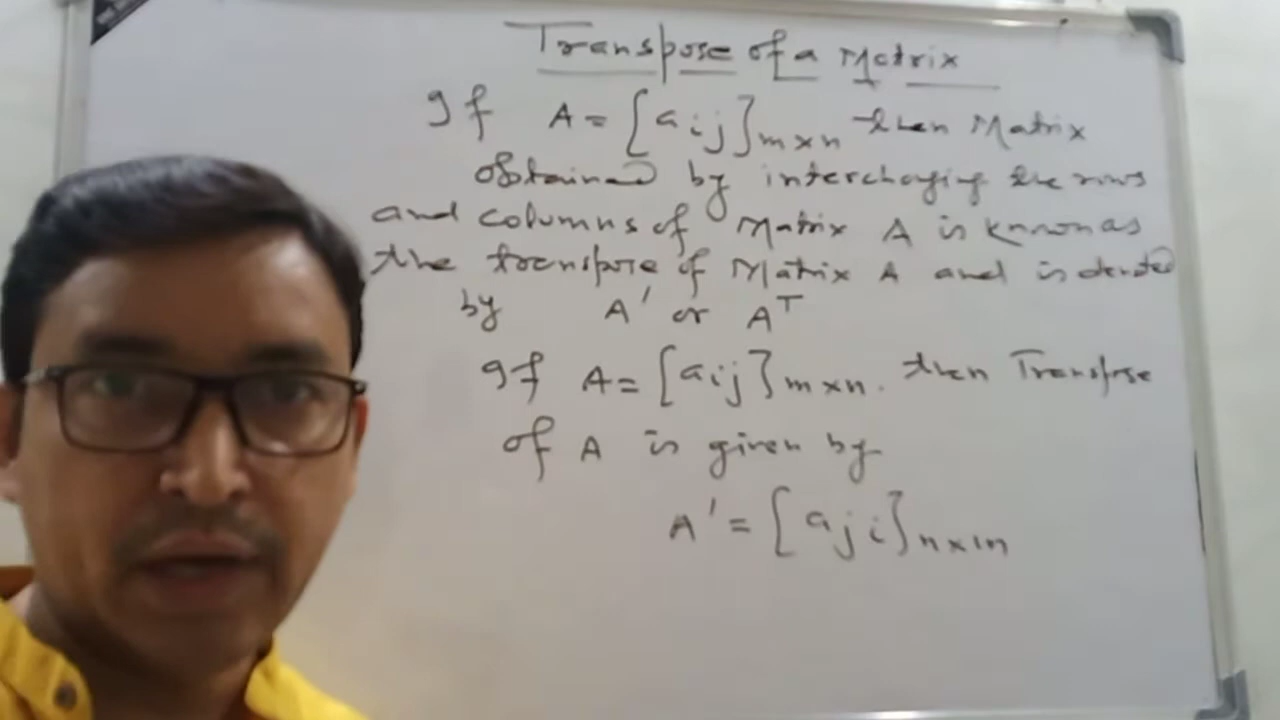 Transpose of a Matrix
If A = [aij]m×n then Matrix
obtained by interchanging the rows
and columns of Matrix A is known as
the transpose of Matrix A and is denoted
by A' or A^T
If A = [aij]m×n. then Transpose
of A is given by
A' = [aji]n×m